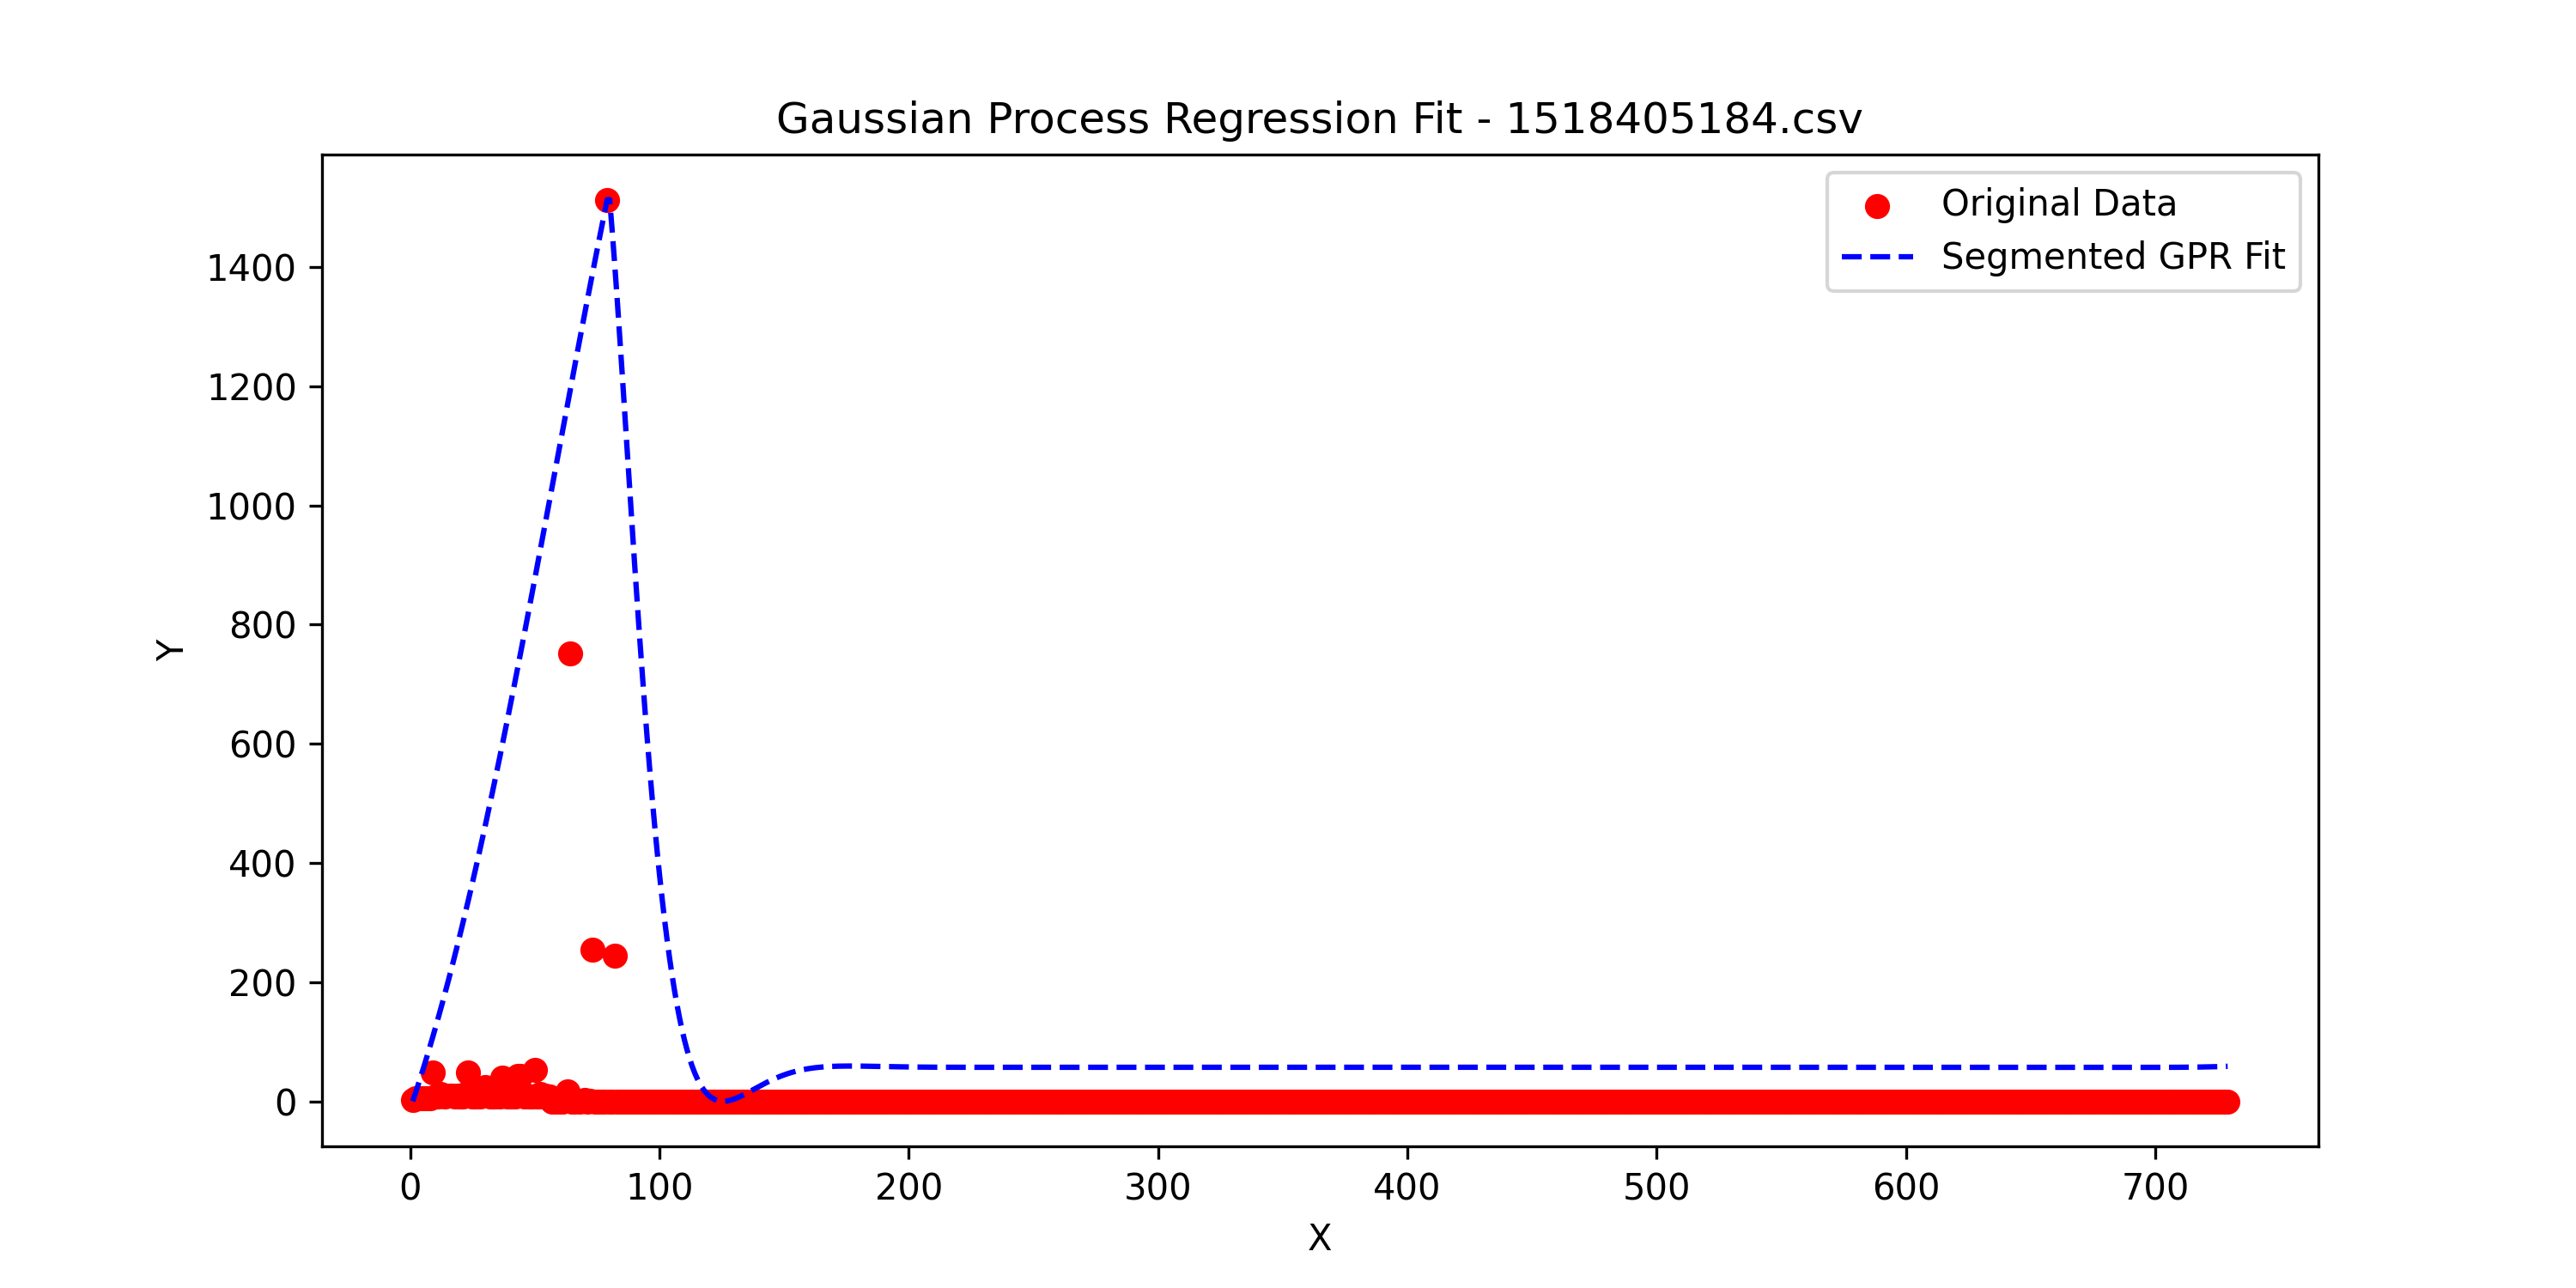 Gaussian Process Regression Fit - 1518405184.csv
Original Data
Segmented GPR Fit
1400
1200
1000
800
600
400
200
0
Y
0 100 200 300 400 500 600 700
X